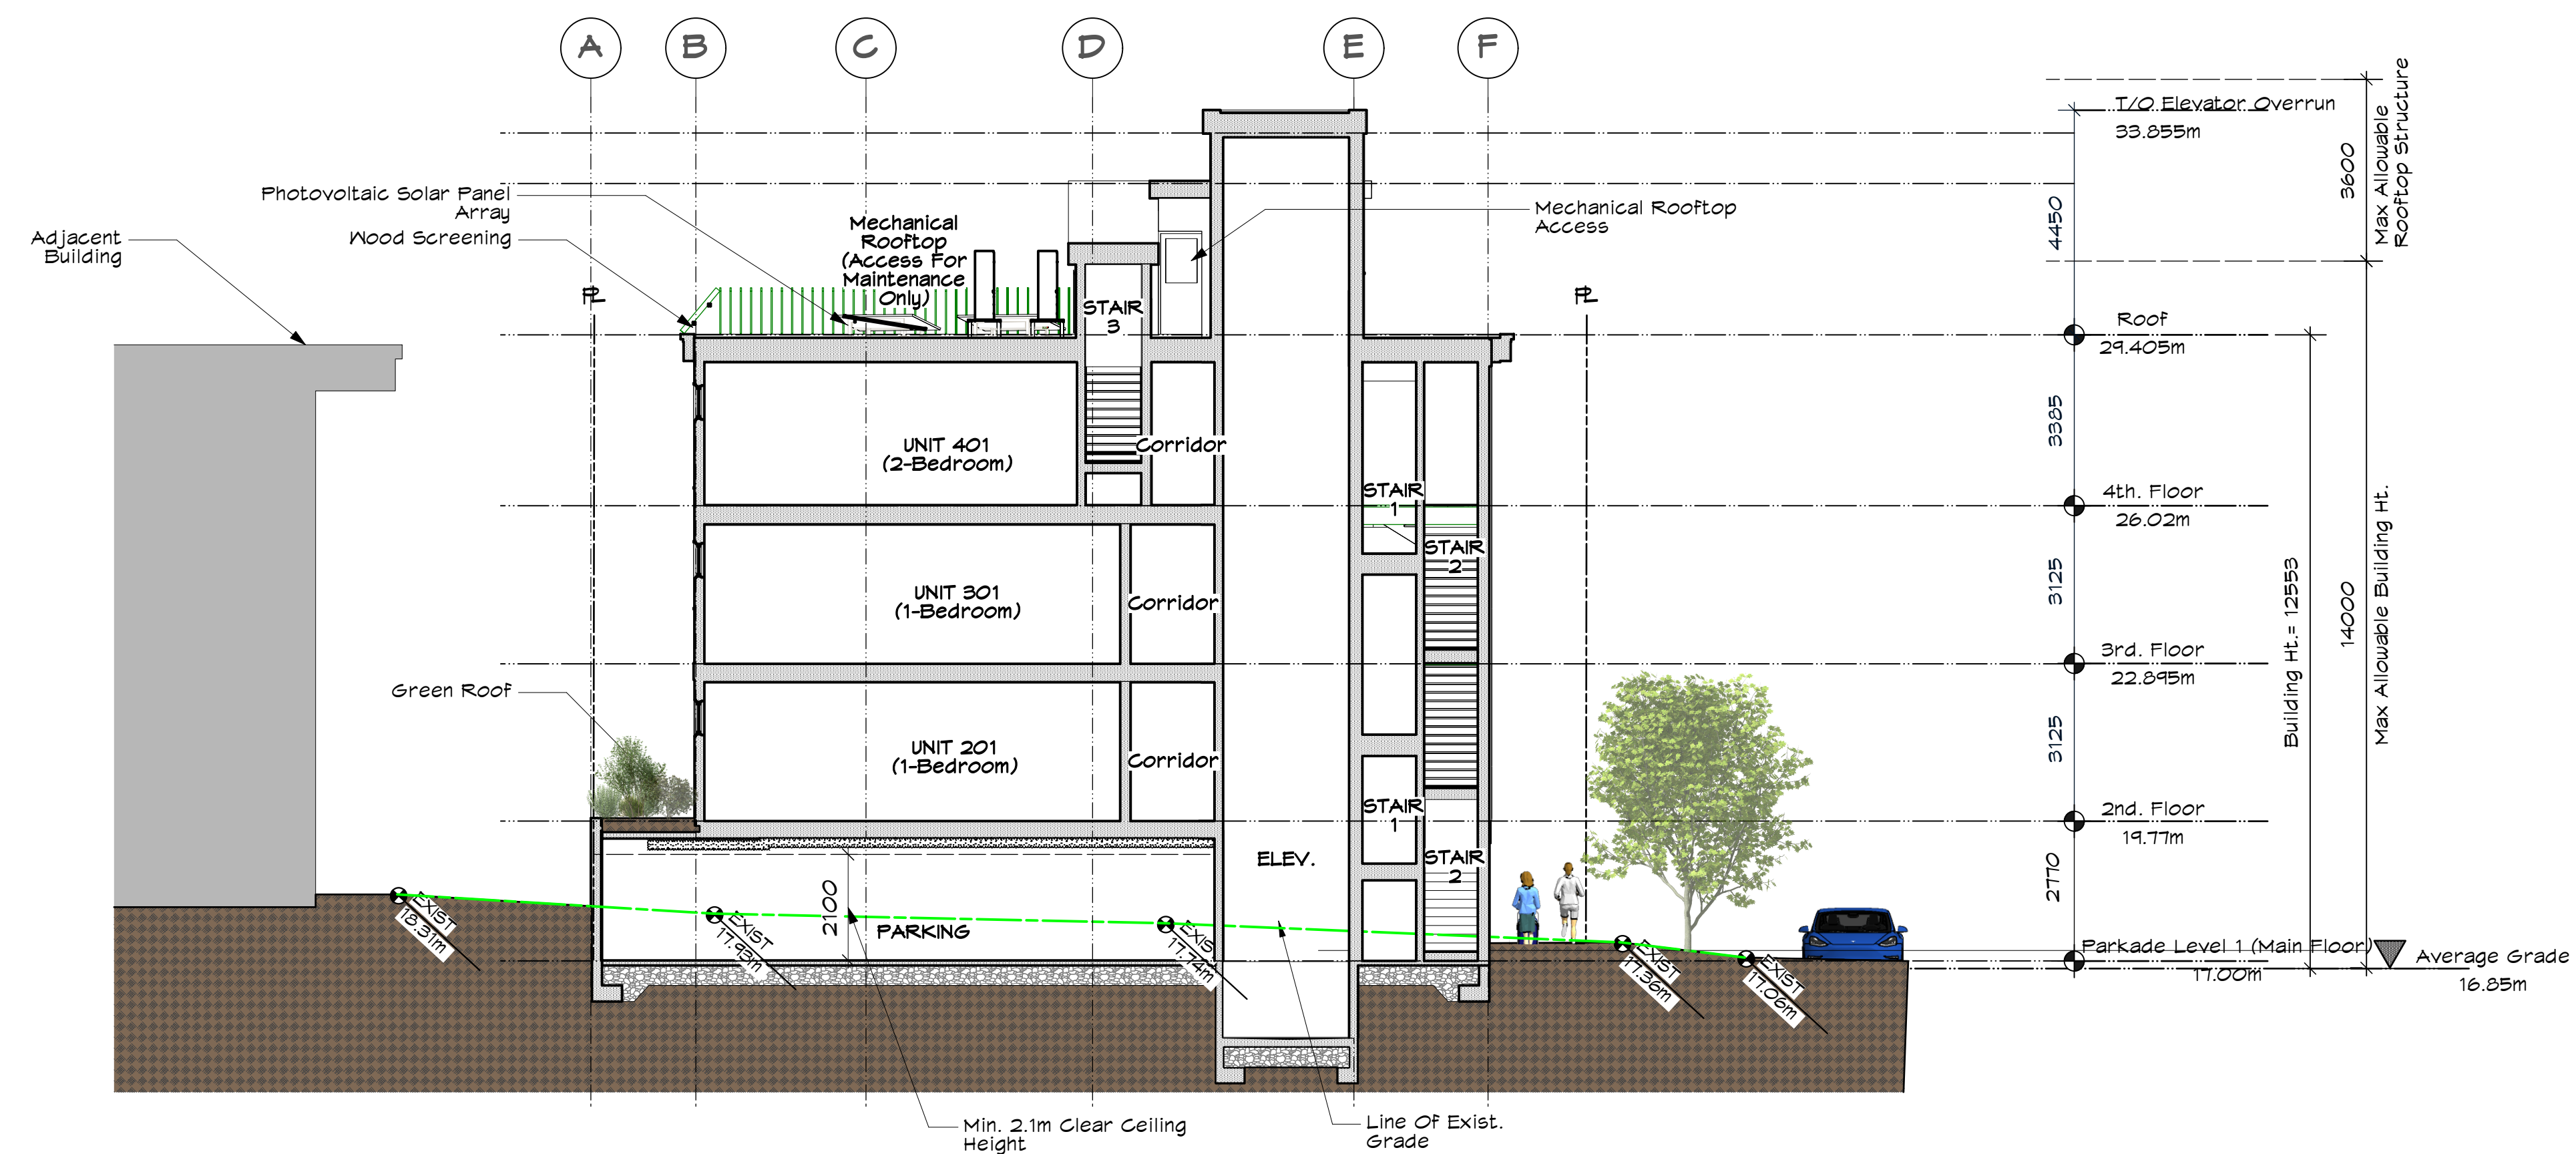 A
B
C
D
E
F
T/O Elevator Overrun
33.855m
3600
Max Allowable
Rooftop Structure
Photovoltaic Solar Panel
Array
Wood Screening
Adjacent
Building
Mechanical
Rooftop
(Access For
Maintenance
Only)
Mechanical Rooftop
Access
4450
PL
PL
STAIR
3
Roof
29.405m
3385
UNIT 401
(2-Bedroom)
Corridor
STAIR
1
4th. Floor
26.02m
STAIR
2
3125
UNIT 301
(1-Bedroom)
Corridor
Building Ht.= 12553
14000
Max Allowable Building Ht.
3rd. Floor
22.895m
Green Roof
3125
UNIT 201
(1-Bedroom)
Corridor
STAIR
1
2nd. Floor
19.77m
ELEV.
STAIR
2
2770
2100
PARKING
EXIST
18.31m
EXIST
17.93m
EXIST
17.74m
EXIST
17.36m
EXIST
17.06m
Parkade Level 1 (Main Floor)
17.00m
Average Grade
16.85m
Min. 2.1m Clear Ceiling
Height
Line Of Exist.
Grade